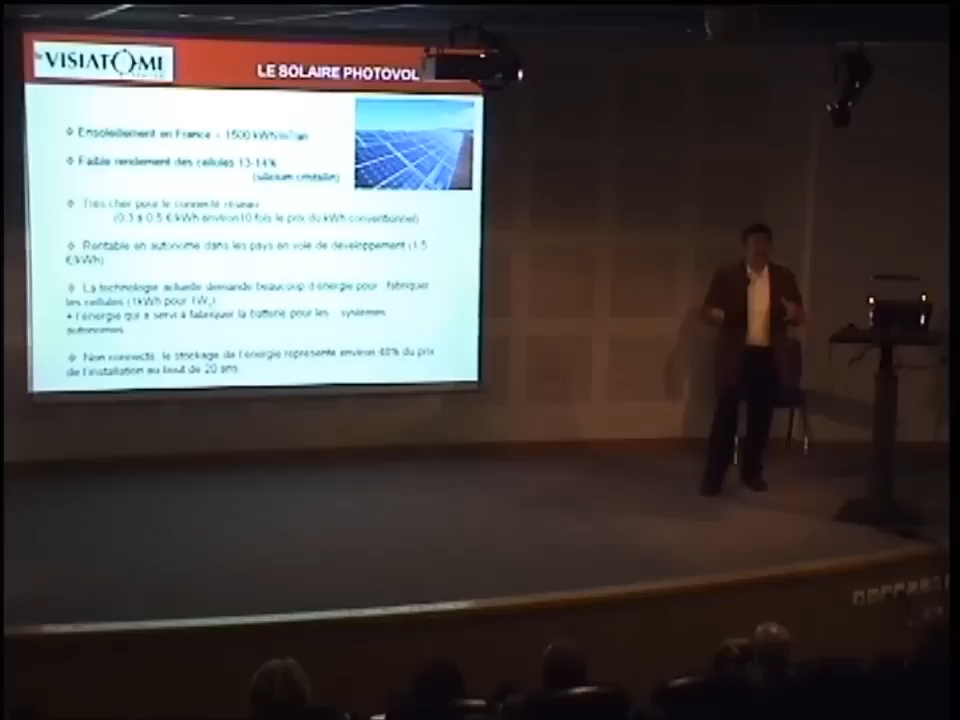 VISIATOME
LE SOLAIRE PHOTOVOL
❖ Ensoleillement en France ~ 1500 kWh/m²/an
❖ Faible rendement des cellules 13-14%
(silicium cristallin)
❖ Très cher pour le connecté réseau
(0.3 à 0.5 €/kWh environ10 fois le prix du kWh conventionnel)
❖ Rentable en autonome dans les pays en voie de développement (1.5
€/kWh)
❖ La technologie actuelle demande beaucoup d'énergie pour fabriquer
les cellules (1kWh pour 1W
+ l'énergie qui a servi à fabriquer la batterie pour les systèmes
autonomes
❖ Non connecté, le stockage de l'énergie représente environ du prix
de l'installation au bout de 20 ans